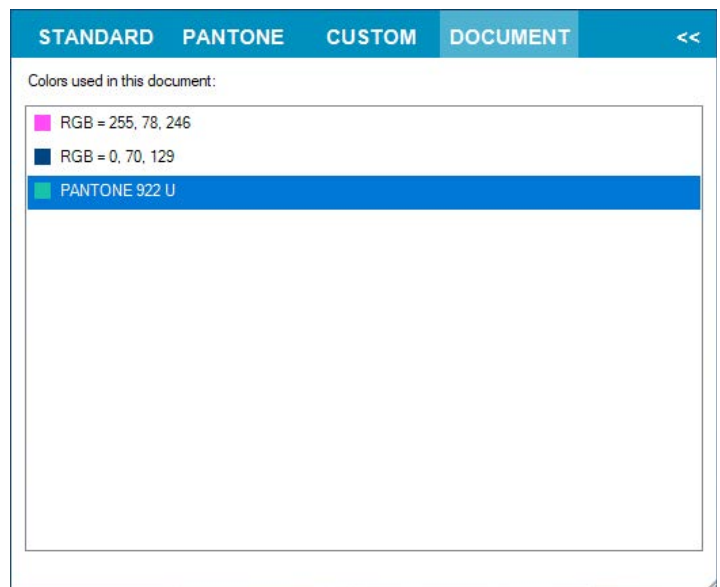 STANDARD PANTONE CUSTOM DOCUMENT <<
Colors used in this document:
RGB = 255, 78, 246
RGB = 0, 70, 129
PANTONE 922 U